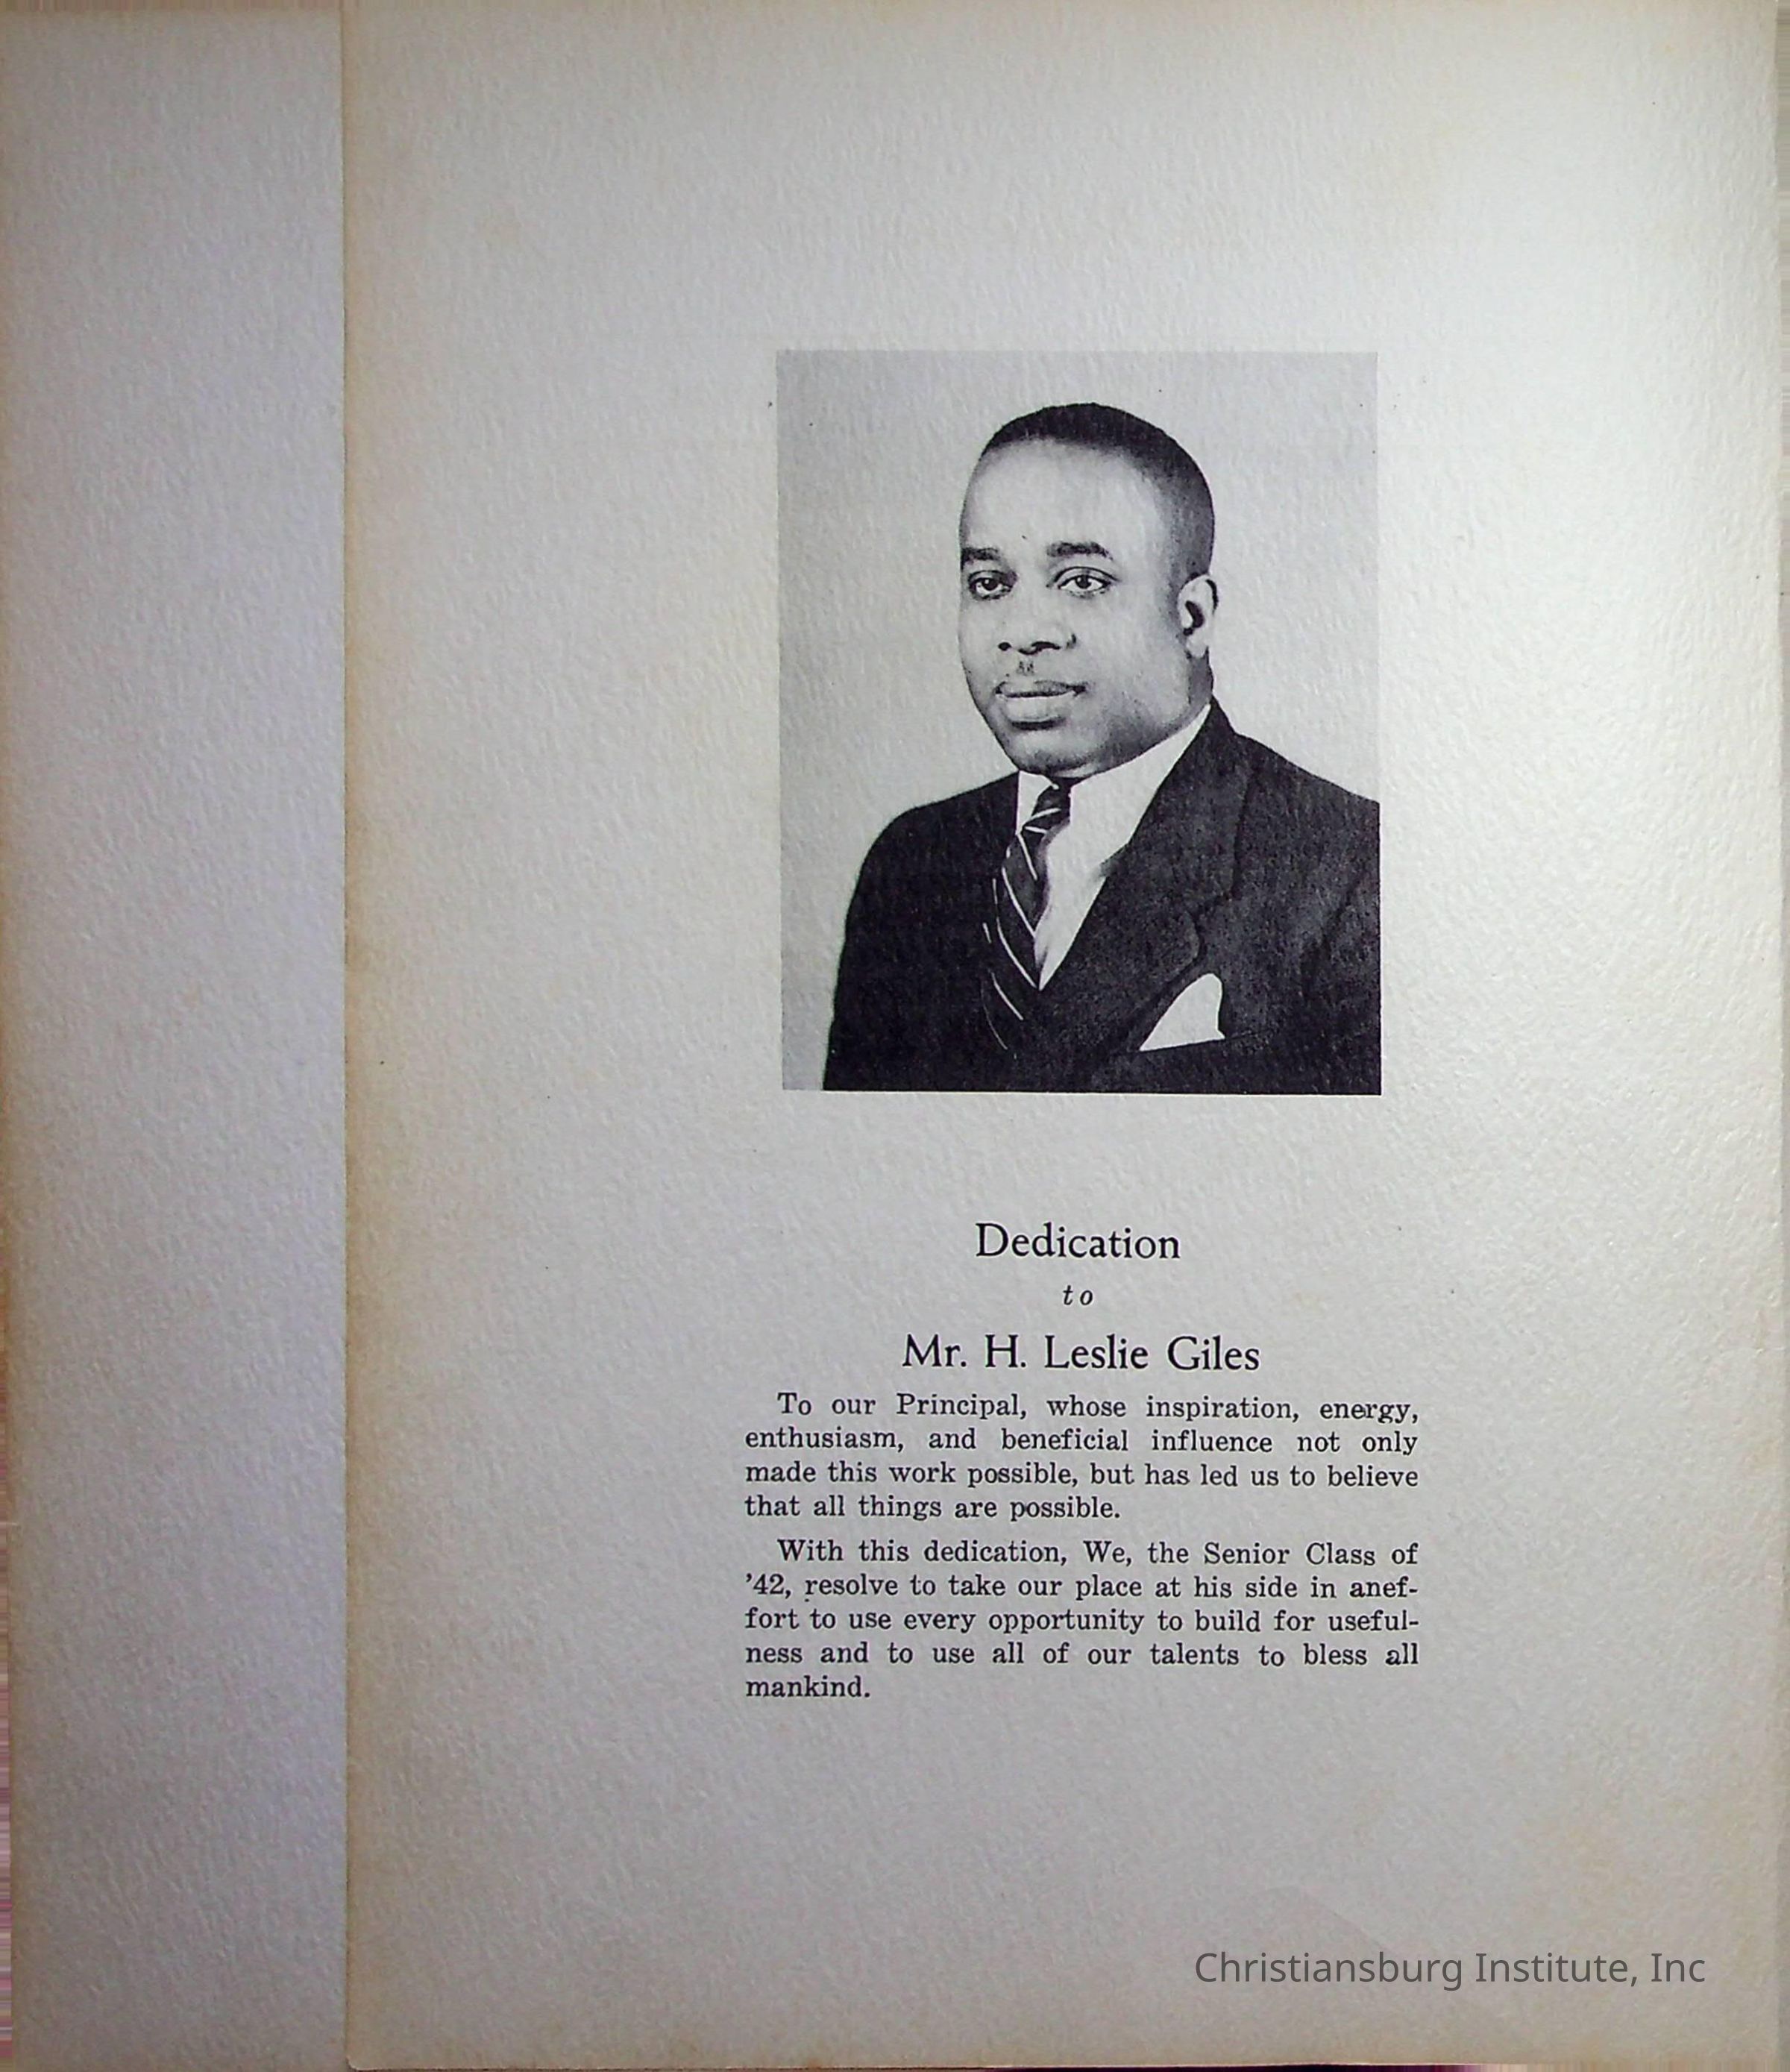 Dedication
to
Mr. H. Leslie Giles
To our Principal, whose inspiration, energy,
enthusiasm, and beneficial influence not only
made this work possible, but has led us to believe
that all things are possible.
With this dedication, We, the Senior Class of
’42, resolve to take our place at his side in anef-
fort to use every opportunity to build for useful-
ness and to use all of our talents to bless all
mankind.
Christiansburg Institute, Inc